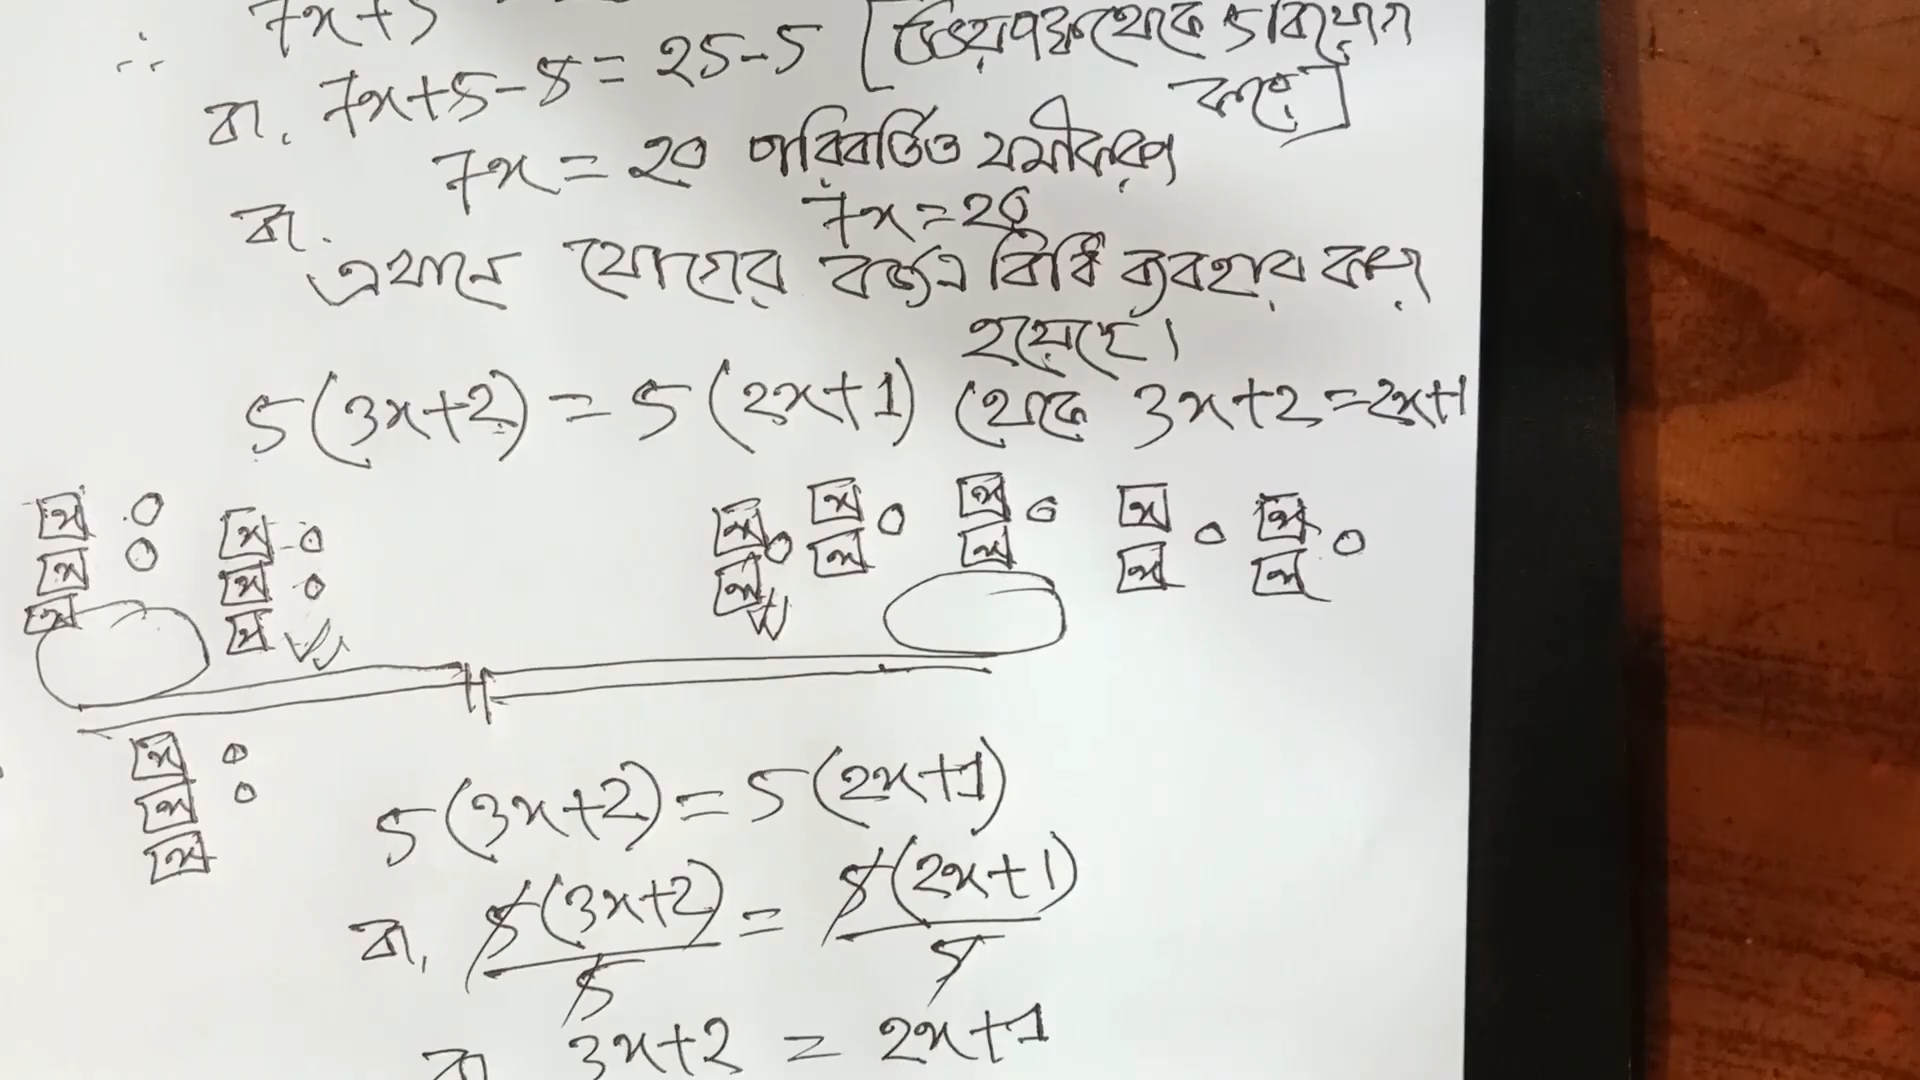 ∴ 7x+5
বা, 7x+5-5=25-5 [উভয়পক্ষ থেকে 5 বিয়োগ
করে]
বা, 7x=20 পরিবর্তিত সমীকরণ
7x=20
এখানে যোগের বর্জন বিধি ব্যবহার করা
হয়েছে।
5(3x+2)=5(2x+1) থেকে 3x+2=2x+1
x x x x x x x x x x
x x x x x x
x x
x
x
x
5(3x+2)=5(2x+1)
বা, 5(3x+2)/5 = 5(2x+1)/5
বা 3x+2 = 2x+1